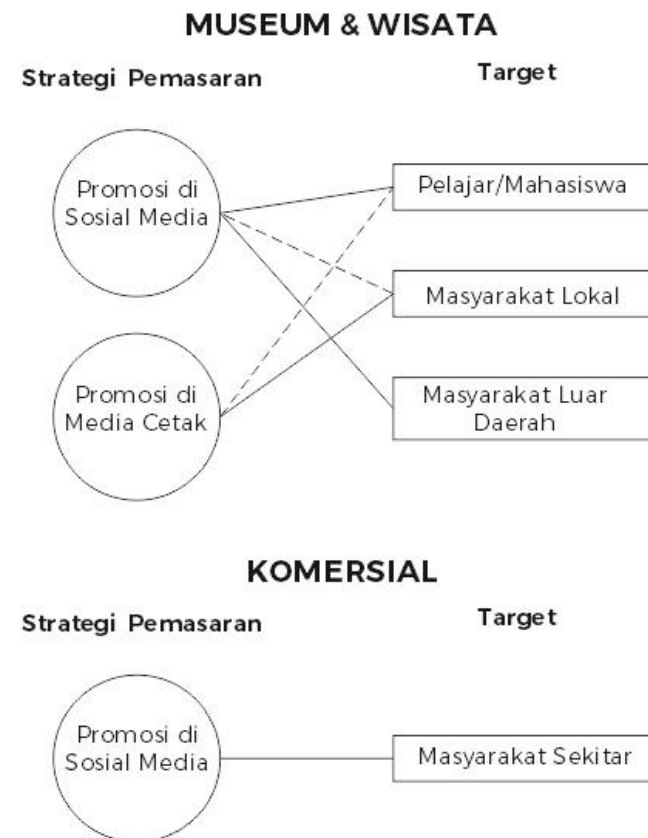 MUSEUM & WISATA
Strategi Pemasaran
Target
Promosi di
Sosial Media
Pelajar/Mahasiswa
Masyarakat Lokal
Promosi di
Media Cetak
Masyarakat Luar
Daerah
KOMERSIAL
Strategi Pemasaran
Target
Promosi di
Sosial Media
Masyarakat Sekitar